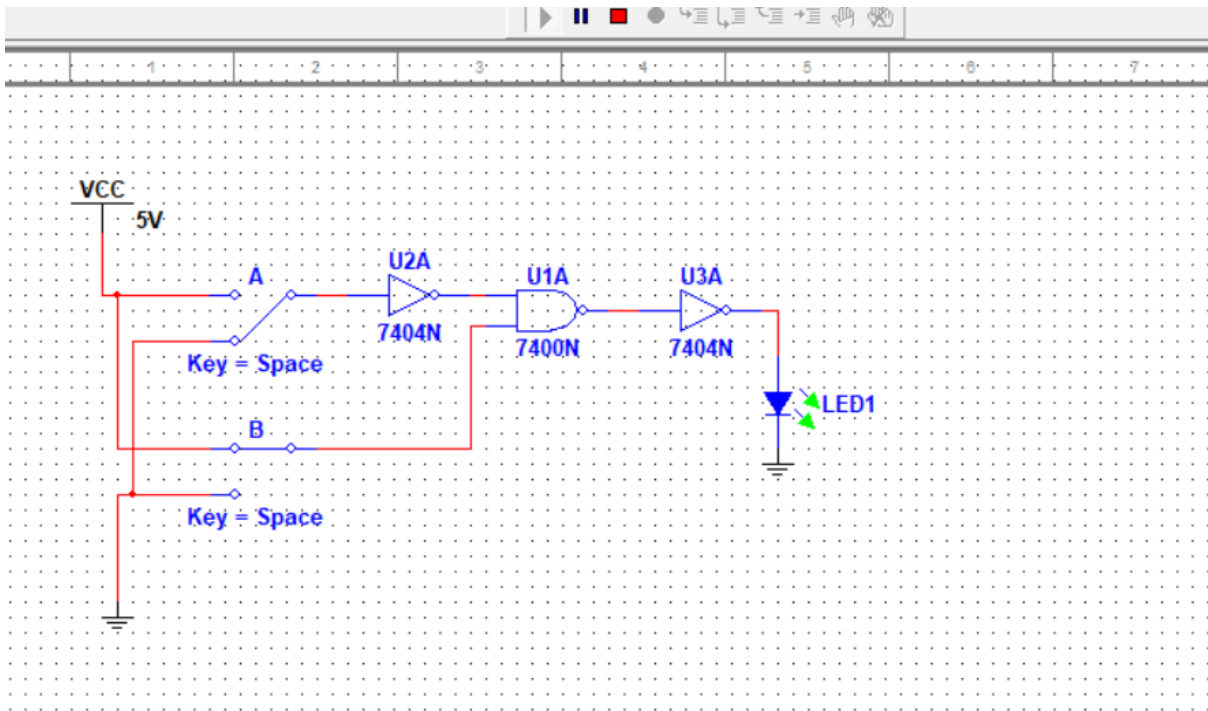 1 2 3 4 5 6 7
VCC
5V
A
U2A
U1A
U3A
7404N
7400N
7404N
Key = Space
LED1
B
Key = Space